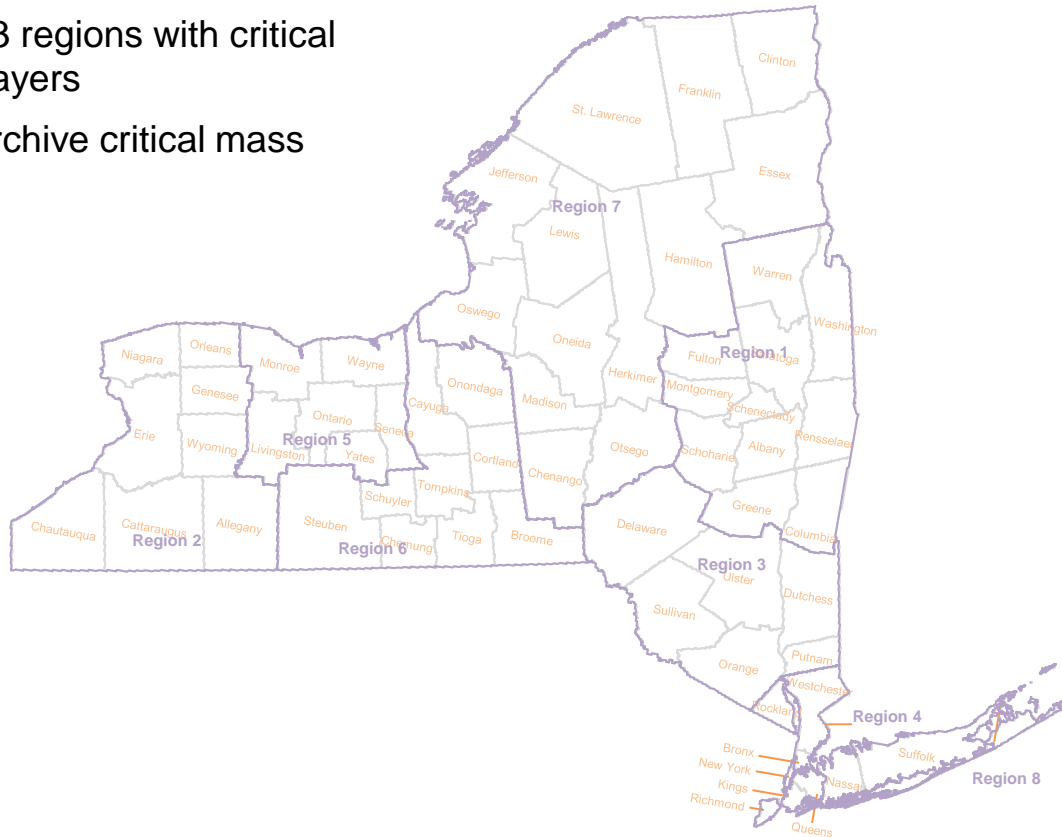 3 regions with critical
ayers
rchive critical mass
Clinton
Franklin
St. Lawrence
Essex
Jefferson
Region 7
Lewis
Hamilton
Warren
Oswego
Washington
Oneida
Niagara
Orleans
Monroe
Wayne
Region 1
Saratoga
Fulton
Herkimer
Genesee
Onondaga
Montgomery
Madison
Cayuga
Schenectady
Ontario
Seneca
Erie
Wyoming
Livingston
Region 5
Yates
Otsego
Schoharie
Albany
Rensselaer
Cortland
Chenango
Tompkins
Schuyler
Greene
Chautauqua
Cattaraugus
Allegany
Steuben
Delaware
Columbia
Region 2
Region 6
Chemung
Tioga
Broome
Region 3
Ulster
Dutchess
Sullivan
Putnam
Orange
Westchester
Rockland
Region 4
Bronx
Suffolk
New York
Nassau
Region 8
Kings
Richmond
Queens